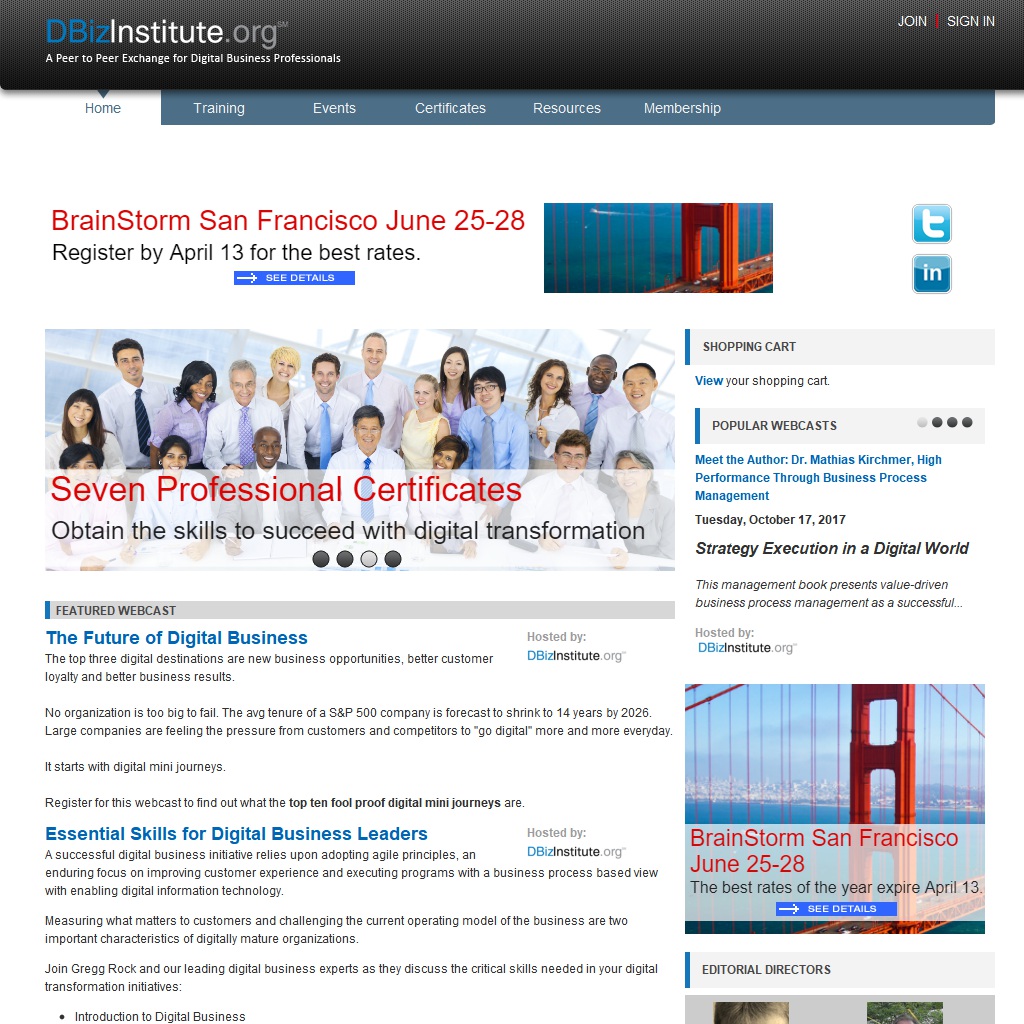 DBizInstitute.org SM
A Peer to Peer Exchange for Digital Business Professionals
JOIN | SIGN IN
Home Training Events Certificates Resources Membership
BrainStorm San Francisco June 25-28
Register by April 13 for the best rates.
SEE DETAILS
t
in
Seven Professional Certificates
Obtain the skills to succeed with digital transformation
FEATURED WEBCAST
The Future of Digital Business
Hosted by:
DBizInstitute.org
The top three digital destinations are new business opportunities, better customer
loyalty and better business results.
No organization is too big to fail. The avg tenure of a S&P 500 company is forecast to shrink to 14 years by 2026.
Large companies are feeling the pressure from customers and competitors to "go digital" more and more everyday.
It starts with digital mini journeys.
Register for this webcast to find out what the top ten fool proof digital mini journeys are.
Essential Skills for Digital Business Leaders
Hosted by:
DBizInstitute.org
A successful digital business initiative relies upon adopting agile principles, an
enduring focus on improving customer experience and executing programs with a business process based view
with enabling digital information technology.
Measuring what matters to customers and challenging the current operating model of the business are two
important characteristics of digitally mature organizations.
Join Gregg Rock and our leading digital business experts as they discuss the critical skills needed in your digital
transformation initiatives:
• Introduction to Digital Business
SHOPPING CART
View your shopping cart.
POPULAR WEBCASTS
Meet the Author: Dr. Mathias Kirchmer, High
Performance Through Business Process
Management
Tuesday, October 17, 2017
Strategy Execution in a Digital World
This management book presents value-driven
business process management as a successful...
Hosted by:
DBizInstitute.org
BrainStorm San Francisco
June 25-28
The best rates of the year expire April 13.
SEE DETAILS
EDITORIAL DIRECTORS